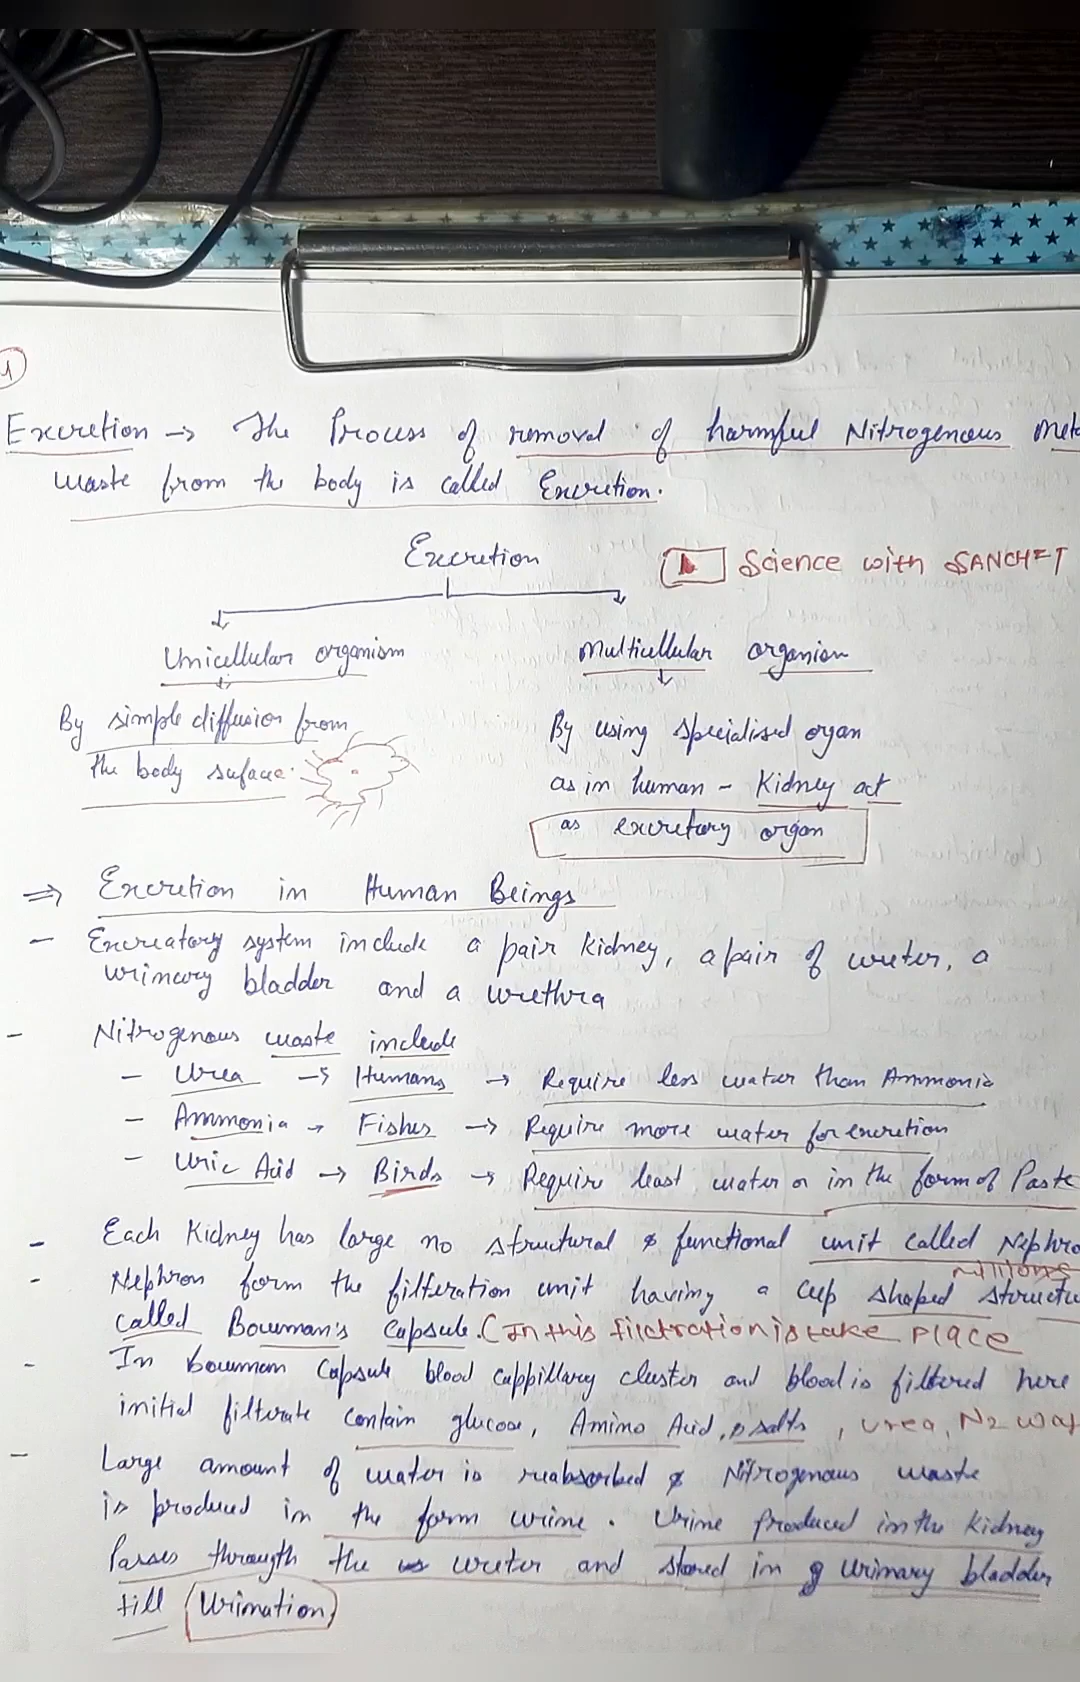 1
Excretion → The Process of removal of harmful Nitrogenous Meta
waste from the body is called Excretion.
Excretion
Science with SANCHET
Unicellular organism
Multicellular organism
By simple diffusion from
the body suface.
By using specialised organ
as in human - Kidney act
as excretory organ
⇒ Excretion in Human Beings
- Excreatory system include a pair kidney, a pair of ureter, a
urinary bladder and a urethra
- Nitrogenous waste include
- Urea → Humans → Require less water than Ammonia
- Ammonia → Fishes → Require more water for excretion
- Uric Acid → Birds → Require least water or in the form of Paste
- Each Kidney has large no structural & functional unit called Nephro
millions
- Nephron form the filteration unit having a cup shaped structu
called Bowman's capsule. (In this filctration is take place
- In bowman capsule blood cappillary cluster and blood is filtered here
initial filterate contain glucose, Amino Acid, salts, urea, N2 wat
- Large amount of water is reabsorbed & Nitrogenous waste
is produced in the form urine. Urine produced in the kidney
Passes throught the ureter and stored in urinary bladder
till Urination